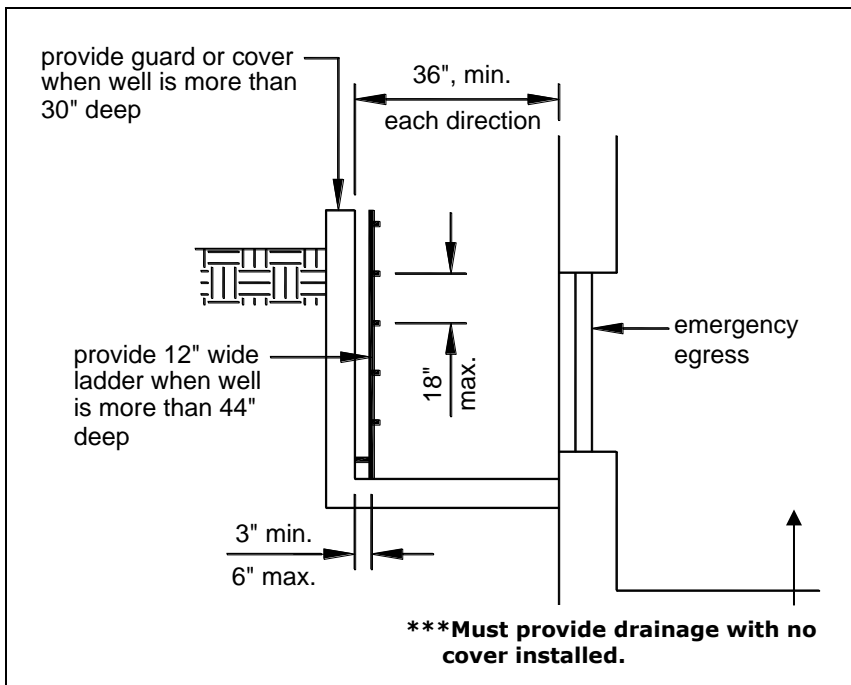 provide guard or cover
when well is more than
30" deep
36", min.
each direction
provide 12" wide
ladder when well
is more than 44"
deep
18"
max.
emergency
egress
3" min.
6" max.
***Must provide drainage with no
cover installed.